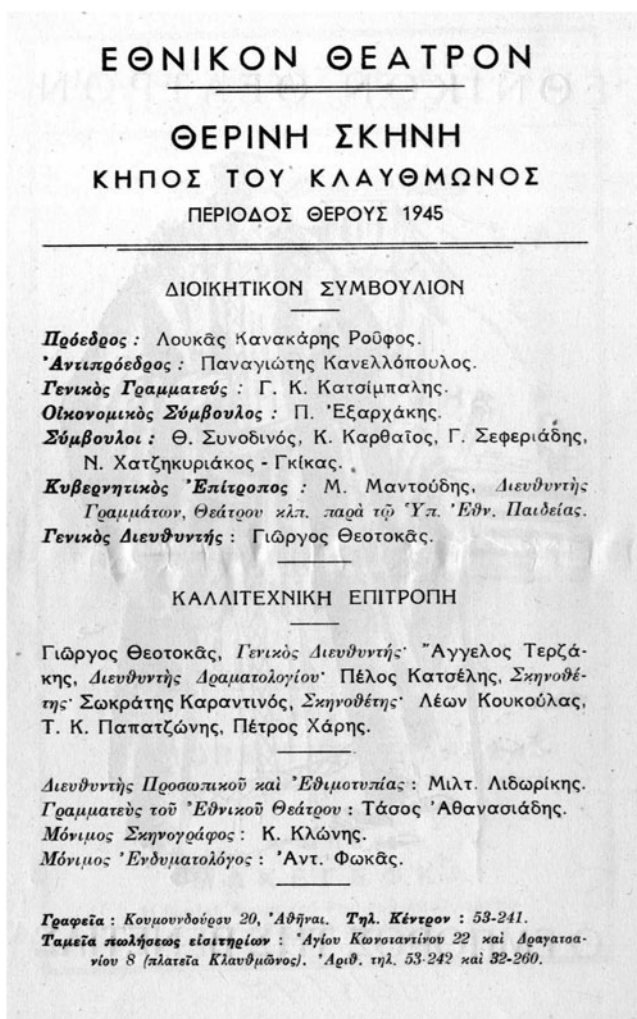 ΕΘΝΙΚΟΝ ΘΕΑΤΡΟΝ
ΘΕΡΙΝΗ ΣΚΗΝΗ
ΚΗΠΟΣ ΤΟΥ ΚΛΑΥΘΜΩΝΟΣ
ΠΕΡΙΟΔΟΣ ΘΕΡΟΥΣ 1945
ΔΙΟΙΚΗΤΙΚΟΝ ΣΥΜΒΟΥΛΙΟΝ
Πρόεδρος : Λουκᾶς Κανακάρης Ροῦφος.
Ἀντιπρόεδρος : Παναγιώτης Κανελλόπουλος.
Γενικὸς Γραμματεύς : Γ. Κ. Κατσίμπαλης.
Οἰκονομικὸς Σύμβουλος : Π. Ἐξαρχάκης.
Σύμβουλοι : Θ. Συνοδινός, Κ. Καρθαῖος, Γ. Σεφεριάδης,
Ν. Χατζηκυριάκος - Γκίκας.
Κυβερνητικὸς Ἐπίτροπος : Μ. Μαντούδης, Διευθυντὴς
Γραμμάτων, Θεάτρου κλπ. παρὰ τῷ Ὑπ. Ἐθν. Παιδείας.
Γενικὸς Διευθυντής : Γιῶργος Θεοτοκᾶς.
ΚΑΛΛΙΤΕΧΝΙΚΗ ΕΠΙΤΡΟΠΗ
Γιῶργος Θεοτοκᾶς, Γενικὸς Διευθυντής· Ἄγγελος Τερζά-
κης, Διευθυντὴς Δραματολογίου· Πέλος Κατσέλης, Σκηνοθέ-
της· Σωκράτης Καραντινός, Σκηνοθέτης· Λέων Κουκούλας,
Τ. Κ. Παπατζώνης, Πέτρος Χάρης.
Διευθυντὴς Προσωπικοῦ καὶ Ἐθιμοτυπίας : Μιλτ. Λιδωρίκης.
Γραμματεὺς τοῦ Ἐθνικοῦ Θεάτρου : Τάσος Ἀθανασιάδης.
Μόνιμος Σκηνογράφος : Κ. Κλώνης.
Μόνιμος Ἐνδυματολόγος : Ἀντ. Φωκᾶς.
Γραφεῖα : Κουμουνδούρου 20, Ἀθῆναι. Τηλ. Κέντρον : 53-241.
Ταμεῖα πωλήσεως εἰσιτηρίων : Ἁγίου Κωνσταντίνου 22 καὶ Δραγατσα-
νίου 8 (πλατεῖα Κλαυθμῶνος). Ἀριθ. τηλ. 53-242 καὶ 32-260.